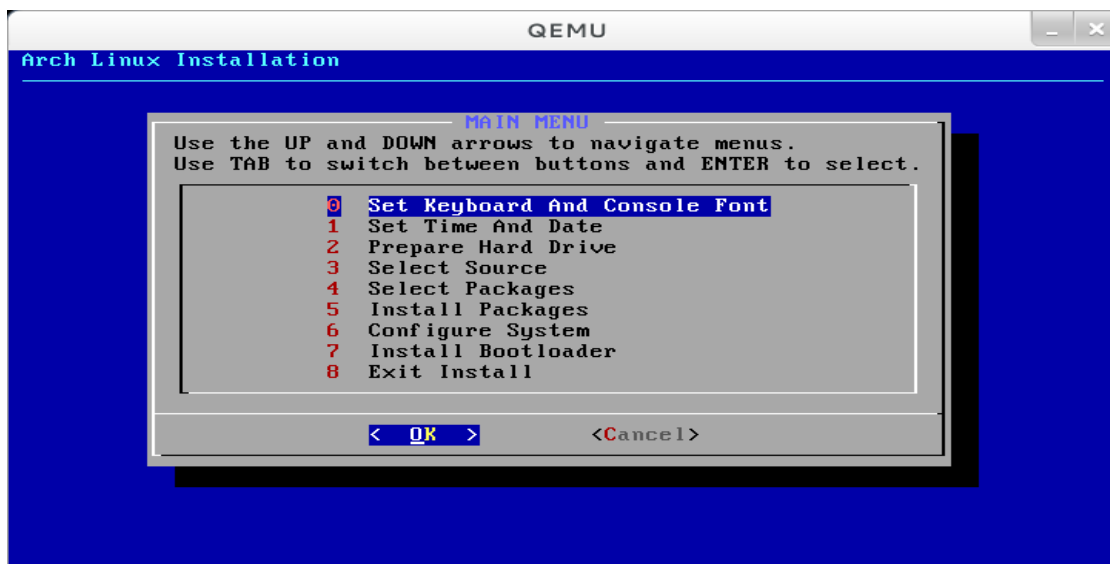 QEMU
Arch Linux Installation
MAIN MENU
Use the UP and DOWN arrows to navigate menus.
Use TAB to switch between buttons and ENTER to select.
0 Set Keyboard And Console Font
1 Set Time And Date
2 Prepare Hard Drive
3 Select Source
4 Select Packages
5 Install Packages
6 Configure System
7 Install Bootloader
8 Exit Install
< OK > <Cancel>